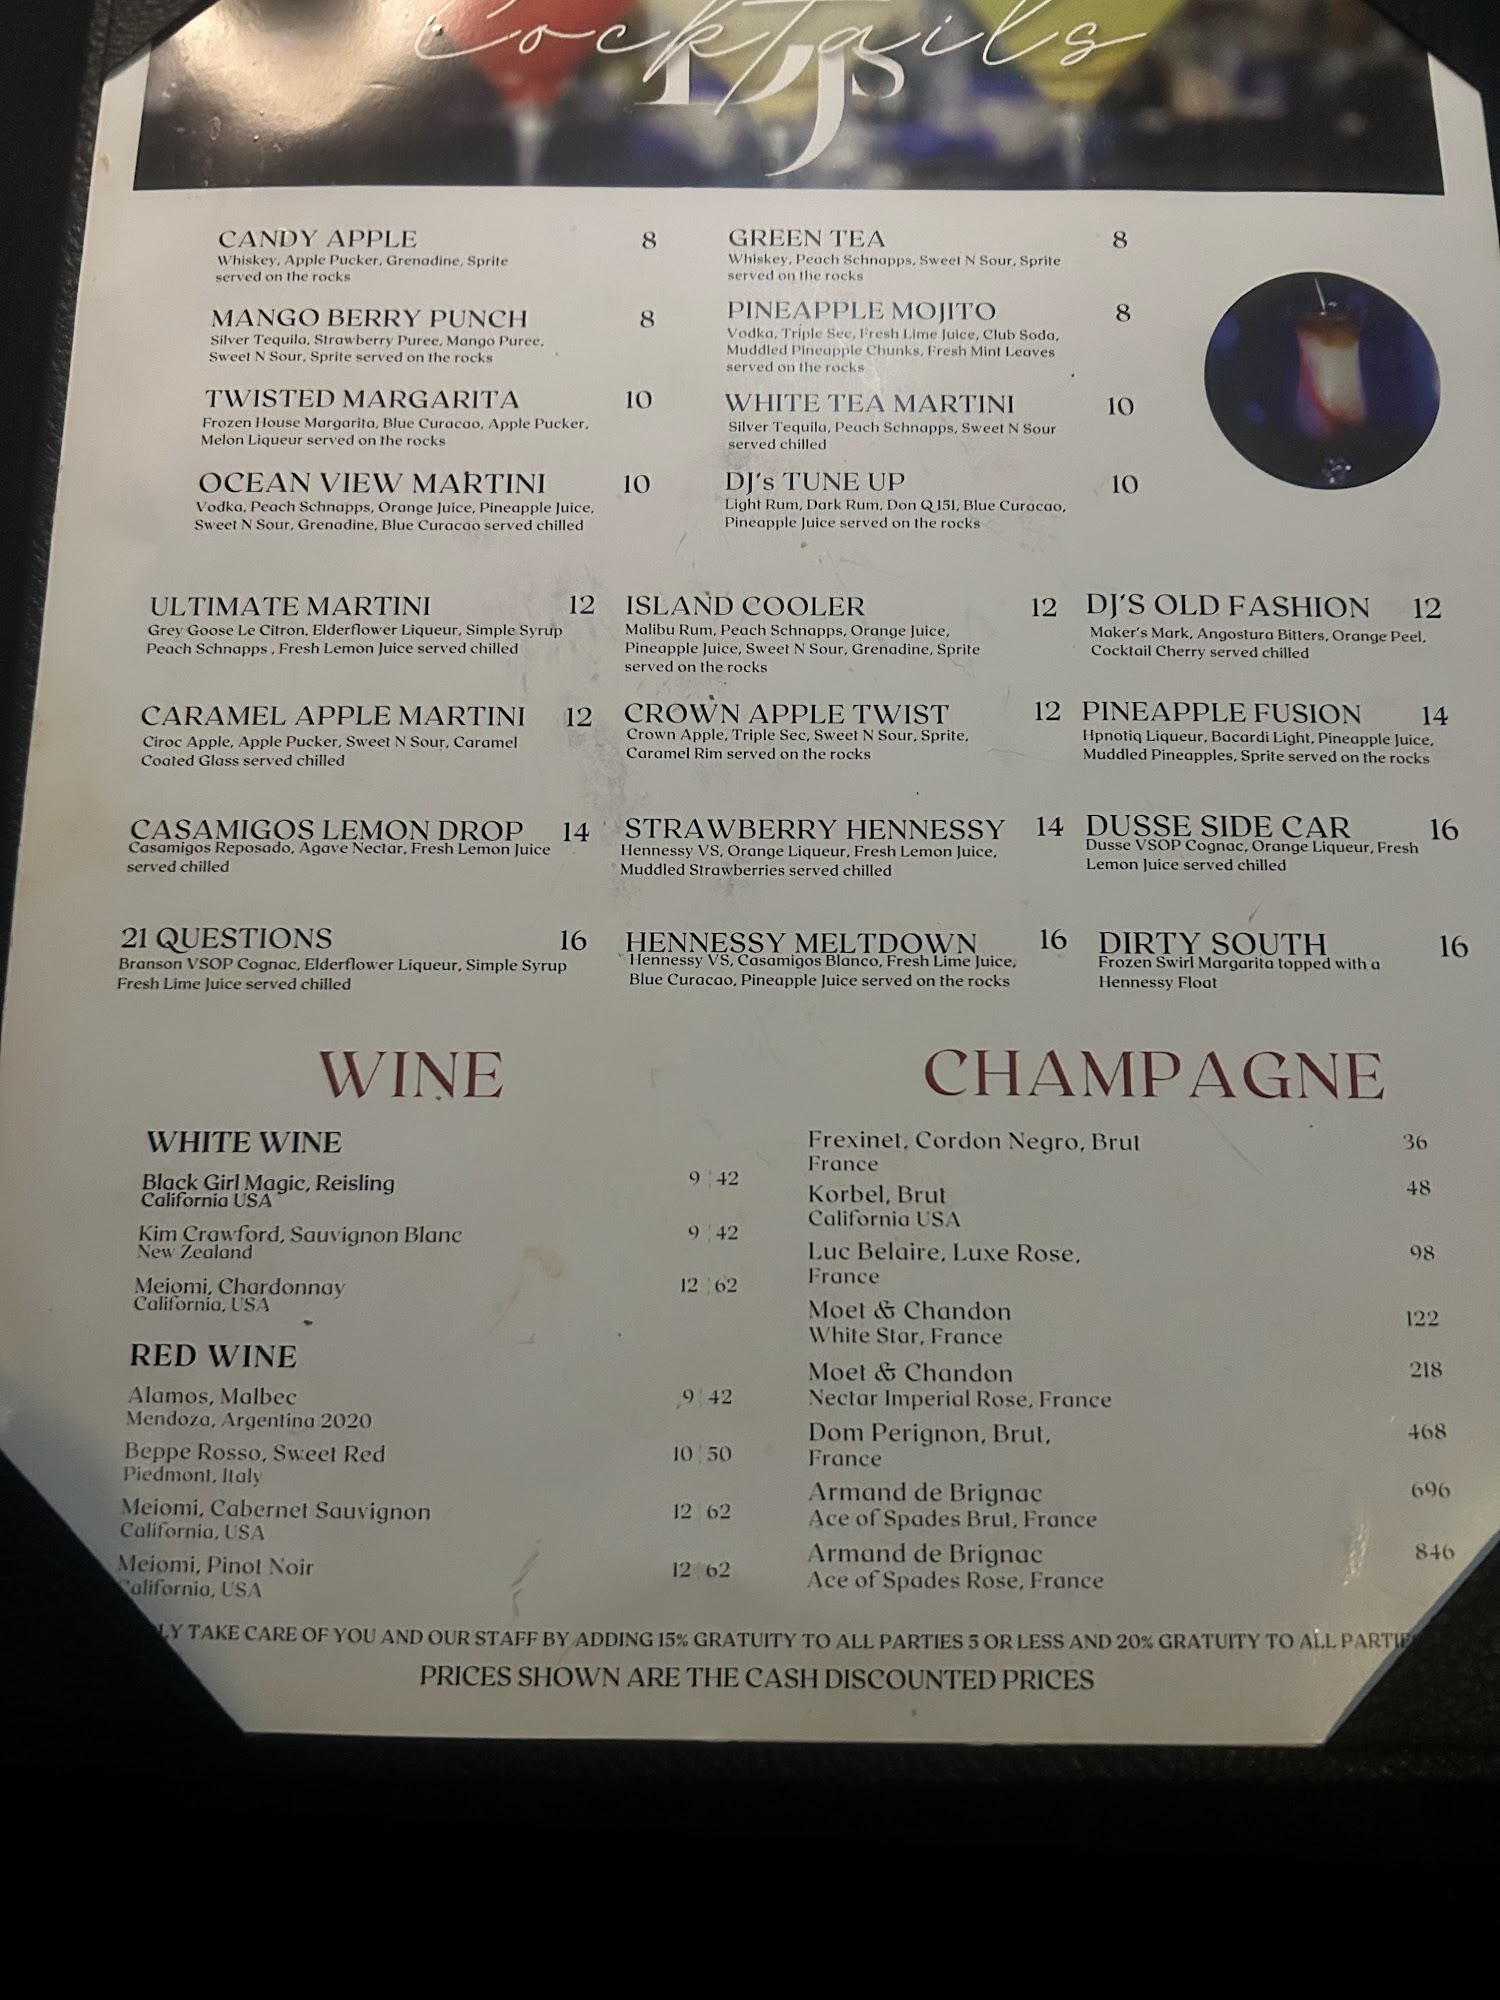 Cocktails
DJs
CANDY APPLE 8
Whiskey, Apple Pucker, Grenadine, Sprite
served on the rocks
GREEN TEA 8
Whiskey, Peach Schnapps, Sweet N Sour, Sprite
served on the rocks
MANGO BERRY PUNCH 8
Silver Tequila, Strawberry Puree, Mango Puree,
Sweet N Sour, Sprite served on the rocks
PINEAPPLE MOJITO 8
Vodka, Triple Sec, Fresh Lime Juice, Club Soda,
Muddled Pineapple Chunks, Fresh Mint Leaves
served on the rocks
TWISTED MARGARITA 10
Frozen House Margarita, Blue Curacao, Apple Pucker,
Melon Liqueur served on the rocks
WHITE TEA MARTINI 10
Silver Tequila, Peach Schnapps, Sweet N Sour
served chilled
OCEAN VIEW MARTINI 10
Vodka, Peach Schnapps, Orange Juice, Pineapple Juice,
Sweet N Sour, Grenadine, Blue Curacao served chilled
DJ's TUNE UP 10
Light Rum, Dark Rum, Don Q 151, Blue Curacao,
Pineapple Juice served on the rocks
ULTIMATE MARTINI 12
Grey Goose Le Citron, Elderflower Liqueur, Simple Syrup
Peach Schnapps , Fresh Lemon Juice served chilled
ISLAND COOLER 12
Malibu Rum, Peach Schnapps, Orange Juice,
Pineapple Juice, Sweet N Sour, Grenadine, Sprite
served on the rocks
DJ'S OLD FASHION 12
Maker's Mark, Angostura Bitters, Orange Peel,
Cocktail Cherry served chilled
CARAMEL APPLE MARTINI 12
Ciroc Apple, Apple Pucker, Sweet N Sour, Caramel
Coated Glass served chilled
CROWN APPLE TWIST 12
Crown Apple, Triple Sec, Sweet N Sour, Sprite,
Caramel Rim served on the rocks
PINEAPPLE FUSION 14
Hpnotiq Liqueur, Bacardi Light, Pineapple Juice,
Muddled Pineapples, Sprite served on the rocks
CASAMIGOS LEMON DROP 14
Casamigos Reposado, Agave Nectar, Fresh Lemon Juice
served chilled
STRAWBERRY HENNESSY 14
Hennessy VS, Orange Liqueur, Fresh Lemon Juice,
Muddled Strawberries served chilled
DUSSE SIDE CAR 16
Dusse VSOP Cognac, Orange Liqueur, Fresh
Lemon Juice served chilled
21 QUESTIONS 16
Branson VSOP Cognac, Elderflower Liqueur, Simple Syrup
Fresh Lime Juice served chilled
HENNESSY MELTDOWN 16
Hennessy VS, Casamigos Blanco, Fresh Lime Juice,
Blue Curacao, Pineapple Juice served on the rocks
DIRTY SOUTH 16
Frozen Swirl Margarita topped with a
Hennessy Float
WINE
WHITE WINE
Black Girl Magic, Reisling 9 | 42
California USA
Kim Crawford, Sauvignon Blanc 9 | 42
New Zealand
Meiomi, Chardonnay 12 | 62
California, USA
RED WINE
Alamos, Malbec 9 | 42
Mendoza, Argentina 2020
Beppe Rosso, Sweet Red 10 | 50
Piedmont, Italy
Meiomi, Cabernet Sauvignon 12 | 62
California, USA
Meiomi, Pinot Noir 12 | 62
California, USA
CHAMPAGNE
Frexinet, Cordon Negro, Brut 36
France
Korbel, Brut 48
California USA
Luc Belaire, Luxe Rose, 98
France
Moet & Chandon 122
White Star, France
Moet & Chandon 218
Nectar Imperial Rose, France
Dom Perignon, Brut, 468
France
Armand de Brignac 696
Ace of Spades Brut, France
Armand de Brignac 846
Ace of Spades Rose, France
TAKE CARE OF YOU AND OUR STAFF BY ADDING 15% GRATUITY TO ALL PARTIES 5 OR LESS AND 20% GRATUITY TO ALL
PRICES SHOWN ARE THE CASH DISCOUNTED PRICES